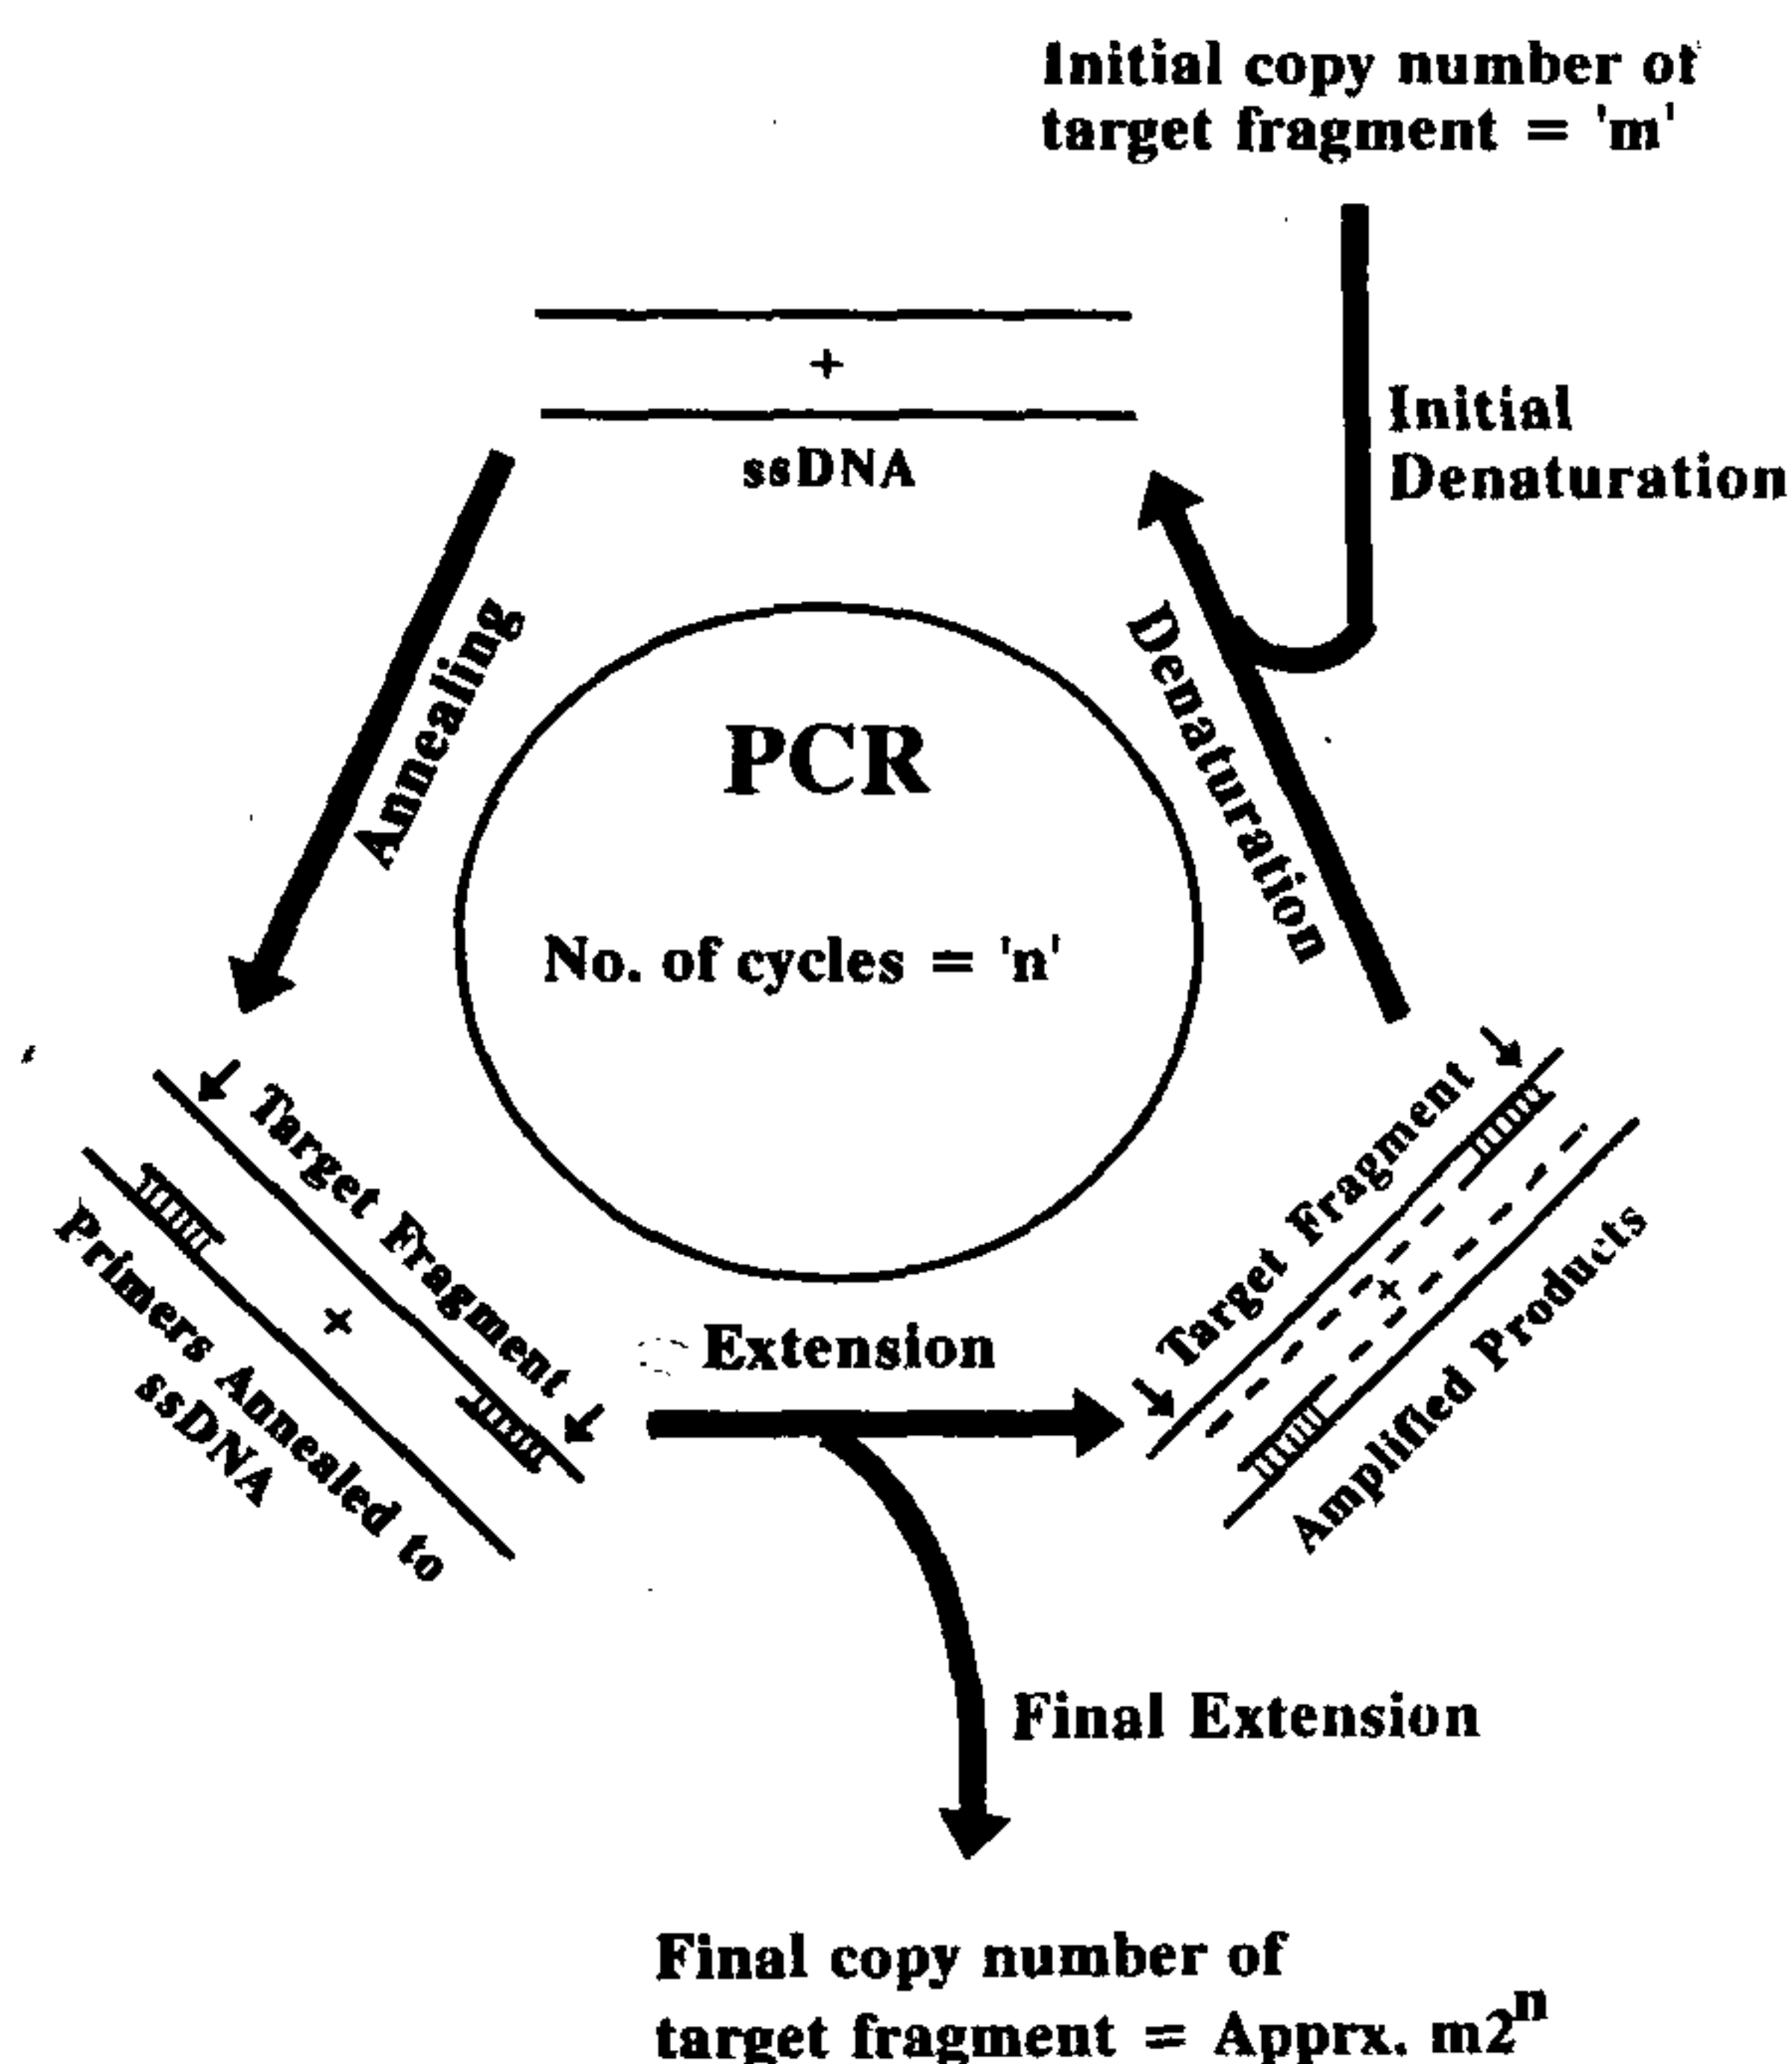 Initial copy number of
target fragment = 'm'
+
ssDNA
Initial
Denaturation
Annealing
Denaturation
PCR
No. of cycles = 'n'
Target Fragment
+
Primers Annealed to
ssDNA
Extension
Target Fragment
+
Amplified Products
Final Extension
Final copy number of
target fragment = Apprx. m2ⁿ